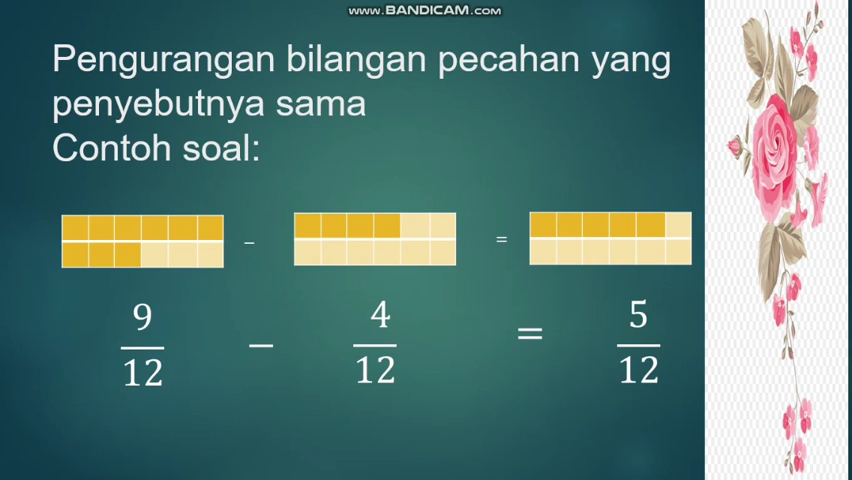 www.BANDICAM.com
Pengurangan bilangan pecahan yang
penyebutnya sama
Contoh soal:
– =
9/12 – 4/12 = 5/12